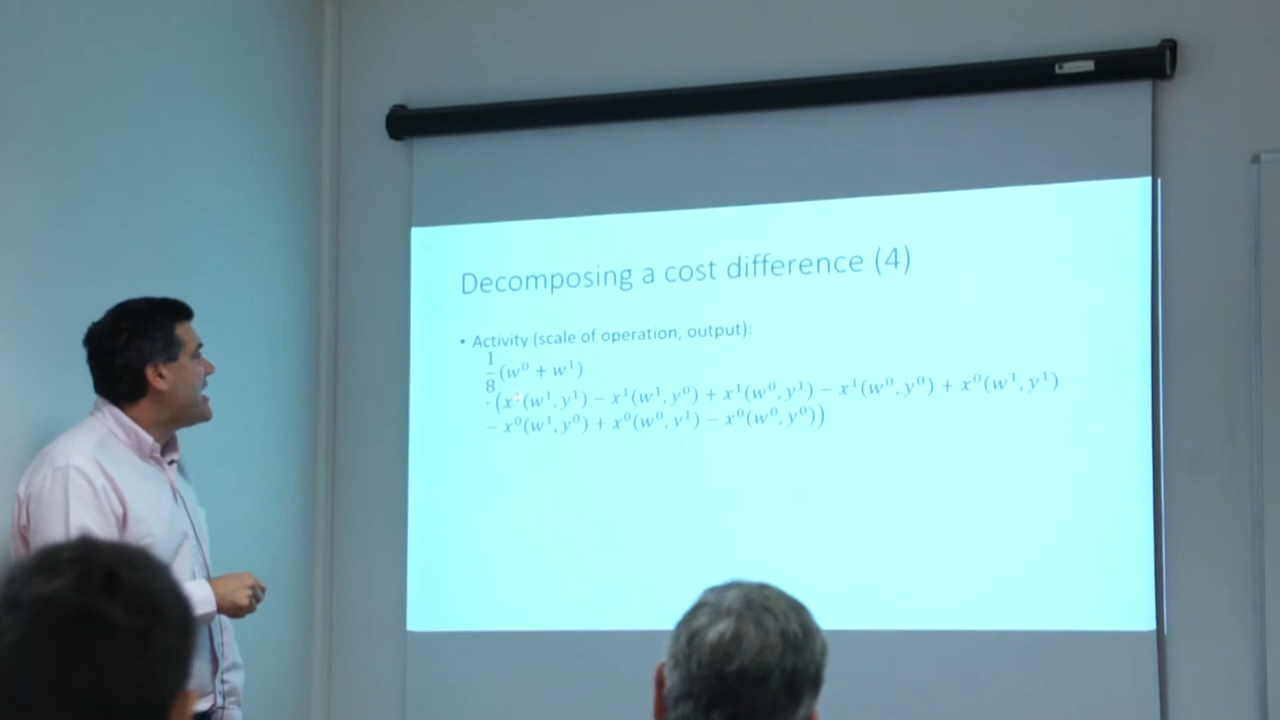 Decomposing a cost difference (4)
• Activity (scale of operation, output):
1/8 (w⁰ + w¹)
· (x¹(w¹, y¹) − x¹(w¹, y⁰) + x¹(w⁰, y¹) − x¹(w⁰, y⁰) + x⁰(w¹, y¹)
− x⁰(w¹, y⁰) + x⁰(w⁰, y¹) − x⁰(w⁰, y⁰))